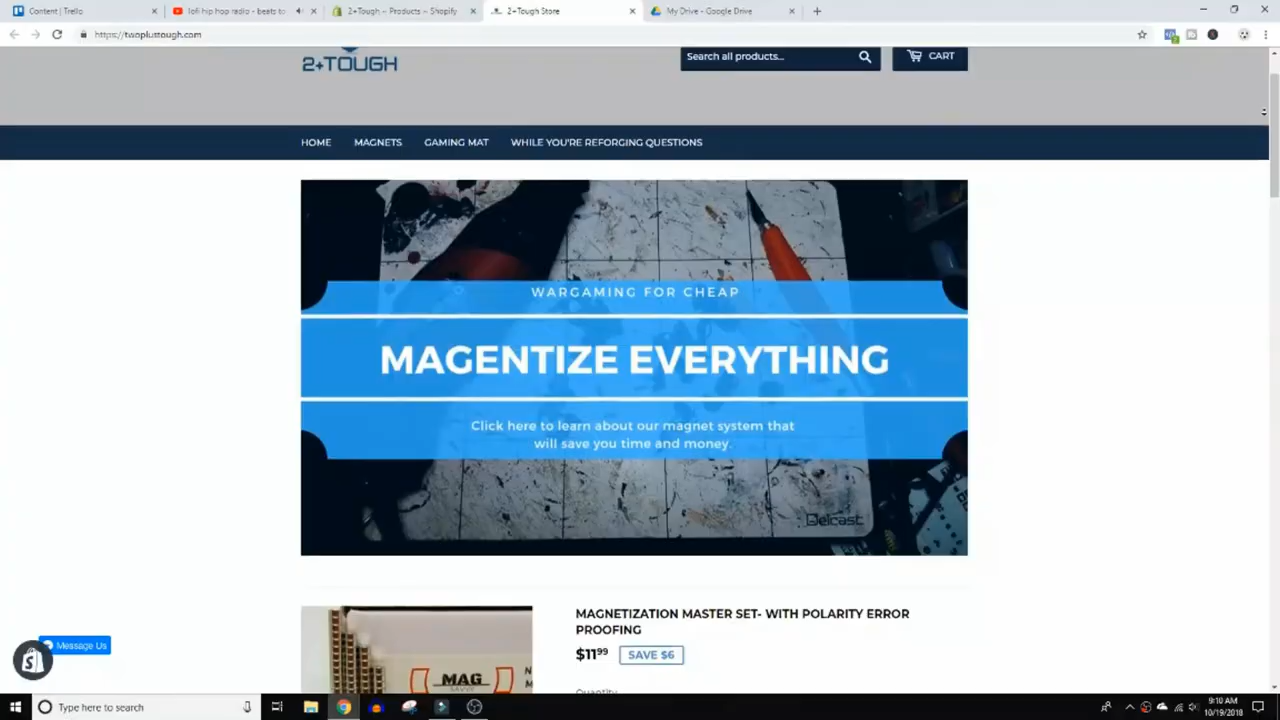 Content | Trello
lofi hip hop radio - beats to
2+Tough ~ Products ~ Shopify
2+Tough Store
My Drive - Google Drive
https://twoplustough.com
2+TOUGH
Search all products...
CART
HOME
MAGNETS
GAMING MAT
WHILE YOU'RE REFORGING QUESTIONS
WARGAMING FOR CHEAP
MAGENTIZE EVERYTHING
Click here to learn about our magnet system that
will save you time and money.
Delcast
MAGNETIZATION MASTER SET- WITH POLARITY ERROR
PROOFING
$11.99
SAVE $6
MAG
Quantity
Message Us
Type here to search
9:10 AM
10/19/2018